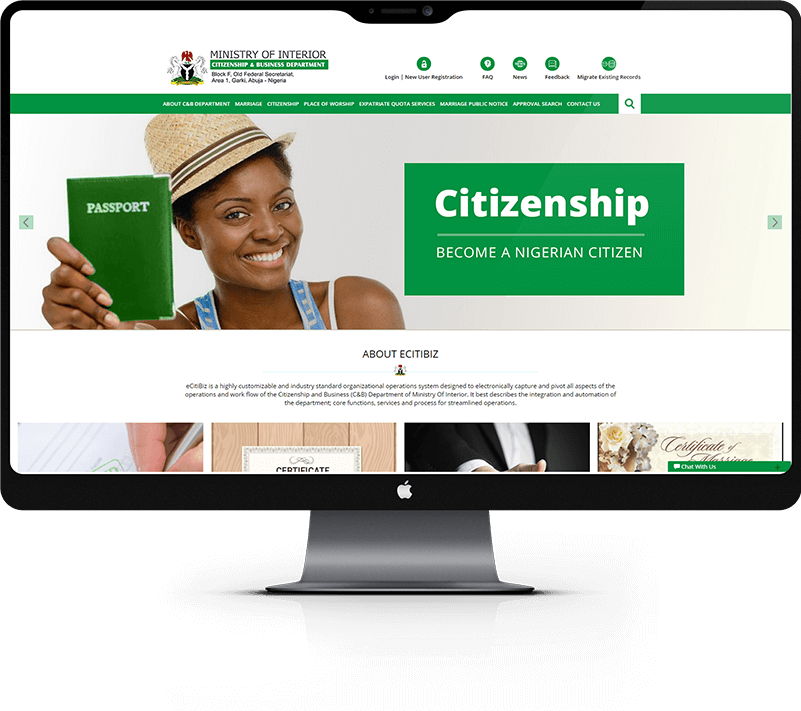 MINISTRY OF INTERIOR
CITIZENSHIP & BUSINESS DEPARTMENT
Block F, Old Federal Secretariat,
Area 1, Garki, Abuja - Nigeria
Login | New User Registration
FAQ
News
Feedback
Migrate Existing Records
ABOUT C&B DEPARTMENT MARRIAGE CITIZENSHIP PLACE OF WORSHIP EXPATRIATE QUOTA SERVICES MARRIAGE PUBLIC NOTICE APPROVAL SEARCH CONTACT US
PASSPORT
Citizenship
BECOME A NIGERIAN CITIZEN
ABOUT ECITIBIZ
eCitiBiz is a highly customizable and industry standard organizational operations system designed to electronically capture and pivot all aspects of the
operations and work flow of the Citizenship and Business (C&B) Department of Ministry Of Interior. It best describes the integration and automation of
the department; core functions, services and process for streamlined operations.
CERTIFICATE
Certificate of
Marriage
Chat With Us